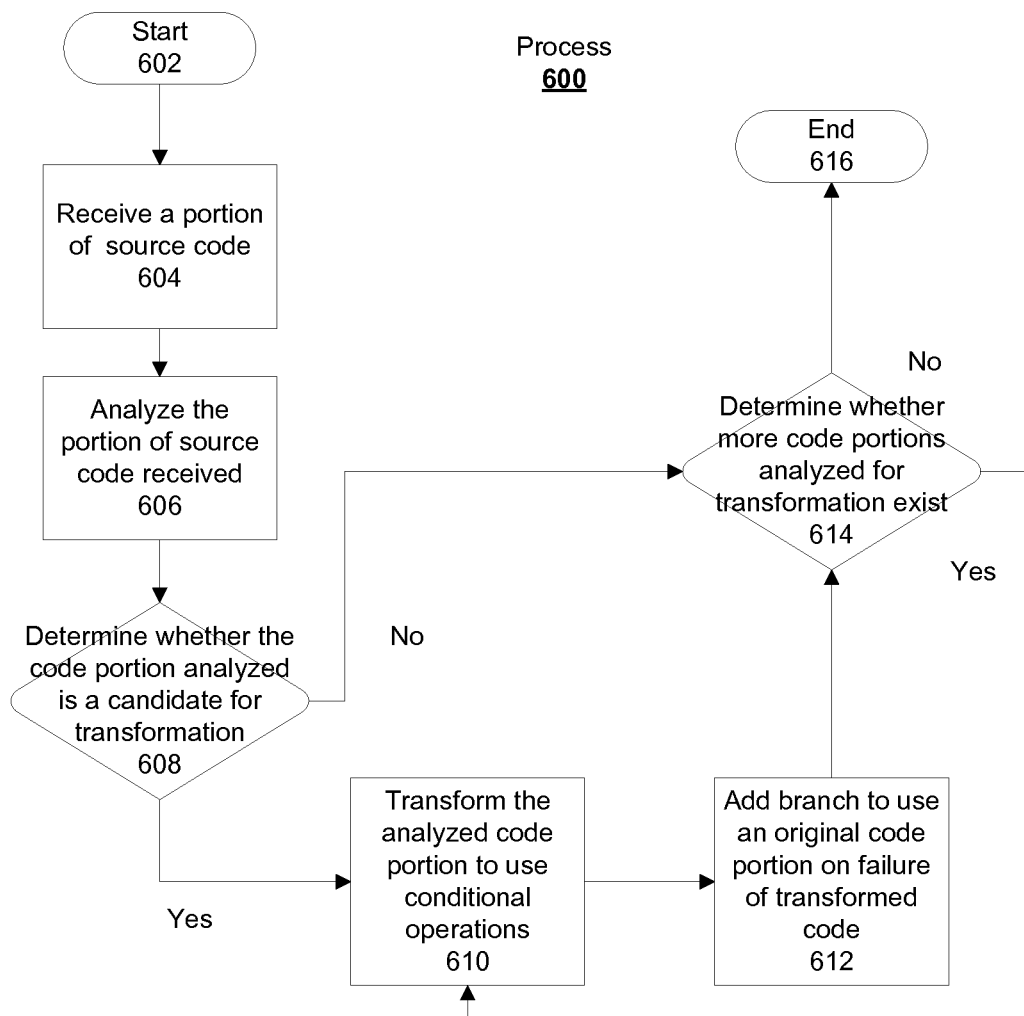 Start
602
Process
600
End
616
Receive a portion
of source code
604
Analyze the
portion of source
code received
606
No
Determine whether
more code portions
analyzed for
transformation exist
614
Yes
Determine whether the
code portion analyzed
is a candidate for
transformation
608
No
Yes
Transform the
analyzed code
portion to use
conditional
operations
610
Add branch to use
an original code
portion on failure
of transformed
code
612